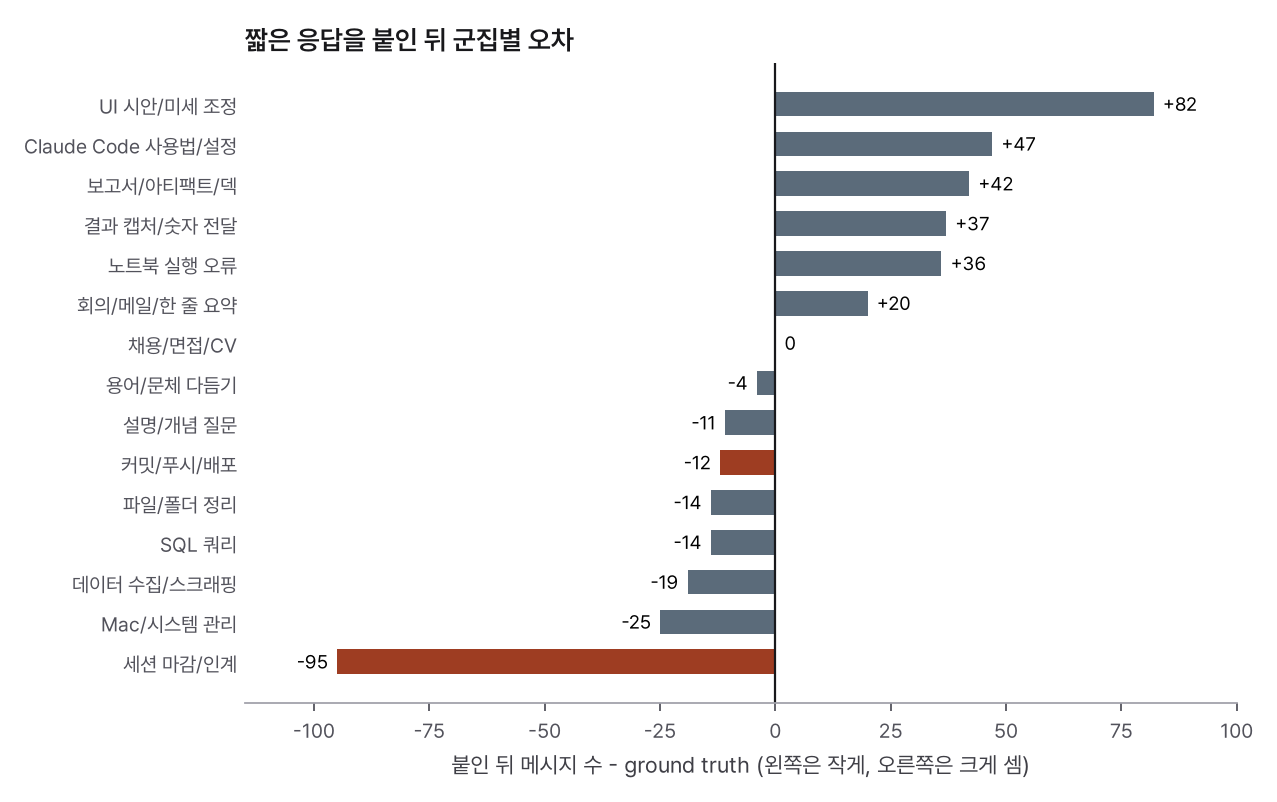 짧은 응답을 붙인 뒤 군집별 오차
UI 시안/미세 조정 +82
Claude Code 사용법/설정 +47
보고서/아티팩트/덱 +42
결과 캡처/숫자 전달 +37
노트북 실행 오류 +36
회의/메일/한 줄 요약 +20
채용/면접/CV 0
용어/문체 다듬기 -4
설명/개념 질문 -11
커밋/푸시/배포 -12
파일/폴더 정리 -14
SQL 쿼리 -14
데이터 수집/스크래핑 -19
Mac/시스템 관리 -25
세션 마감/인계 -95
-100 -75 -50 -25 0 25 50 75 100
붙인 뒤 메시지 수 - ground truth (왼쪽은 작게, 오른쪽은 크게 셈)